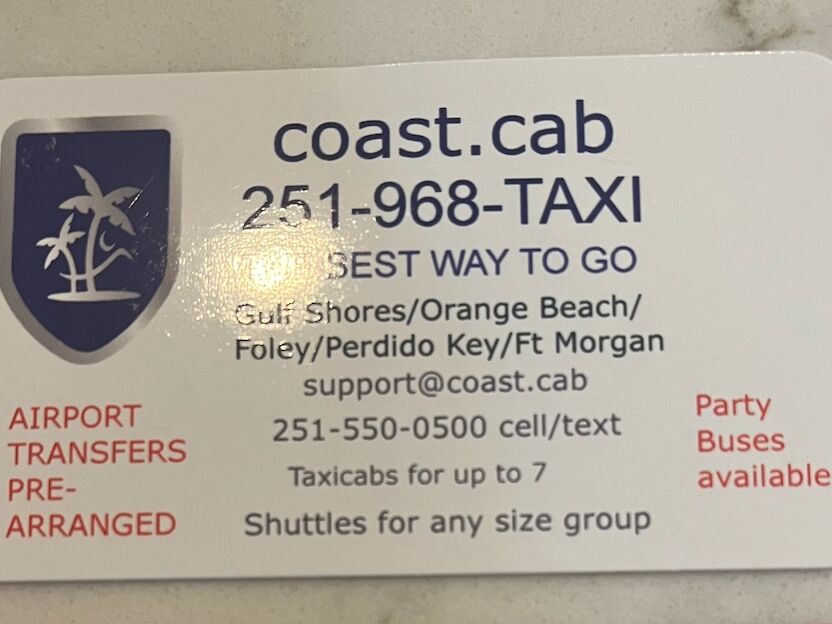 coast.cab
251-968-TAXI
BEST WAY TO GO
Gulf Shores/Orange Beach/
Foley/Perdido Key/Ft Morgan
support@coast.cab
251-550-0500 cell/text
Taxicabs for up to 7
Shuttles for any size group
AIRPORT
TRANSFERS
PRE-
ARRANGED
Party
Buses
available